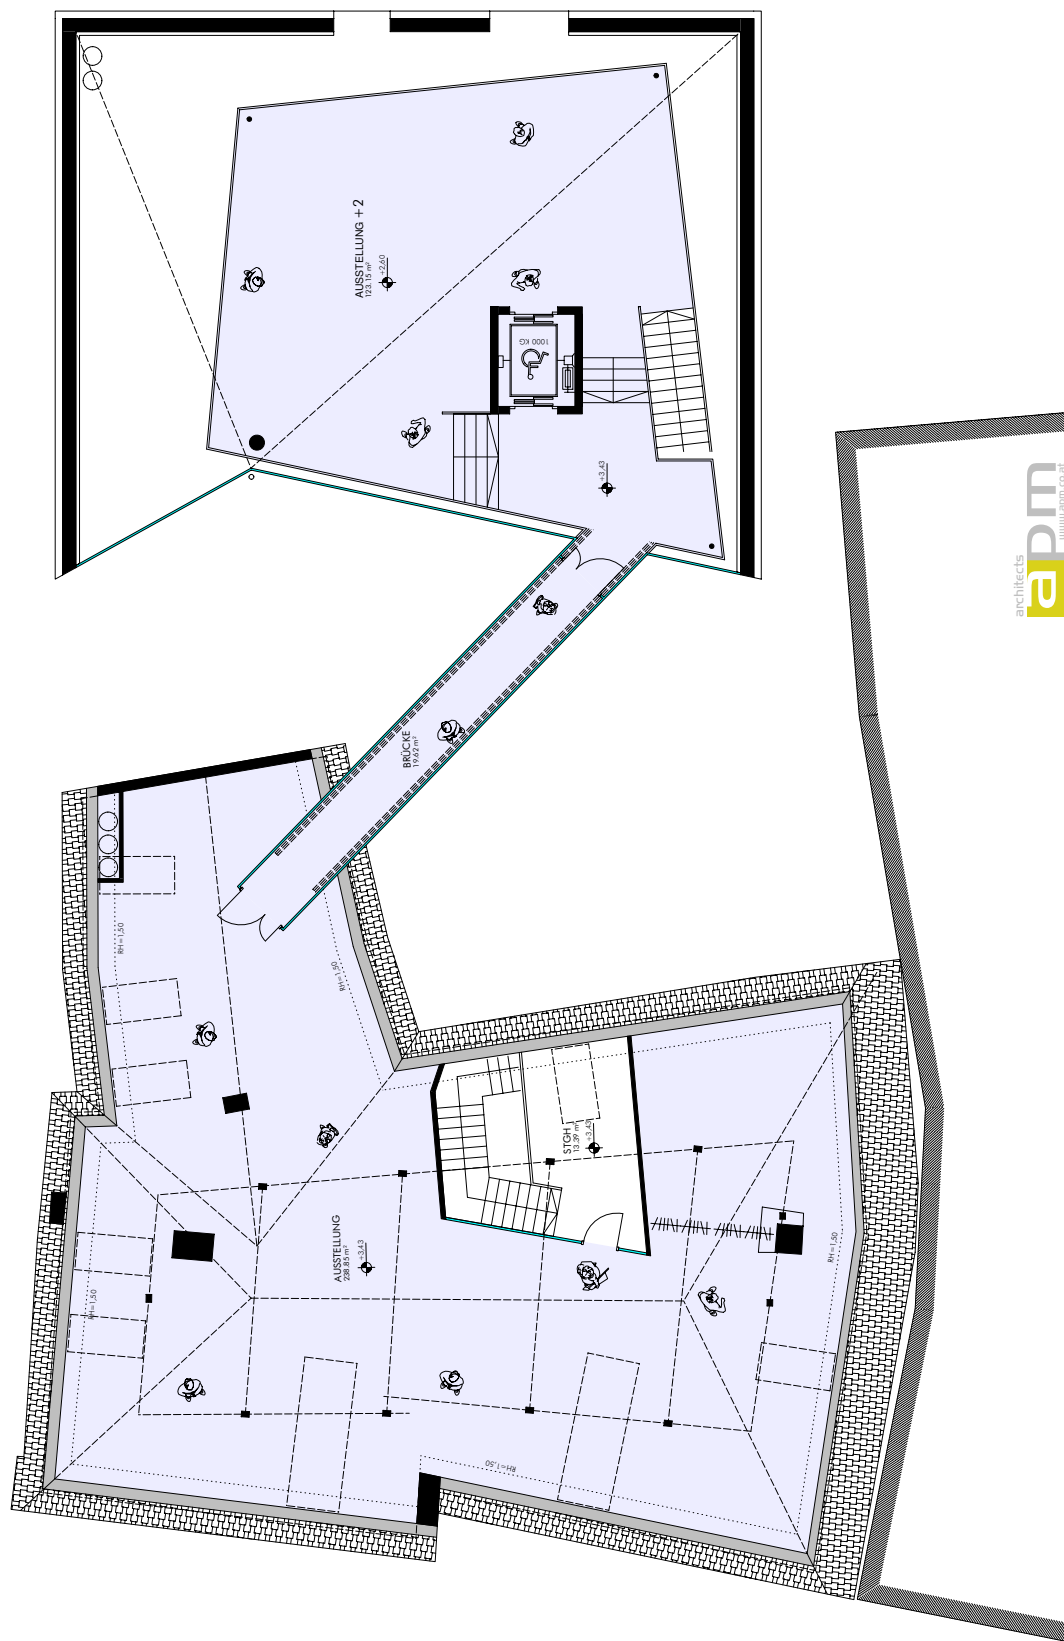 AUSSTELLUNG +2
123.15 m²
+2,60
1000 KG
+3,43
architects
apm
www.apm.co.at
BRÜCKE
19.62 m²
RH=1,50
RH=1,50
STGH
13.39 m²
+3,43
AUSSTELLUNG
238.85 m²
+3,43
RH=1,50
RH=1,50
RH=1,50